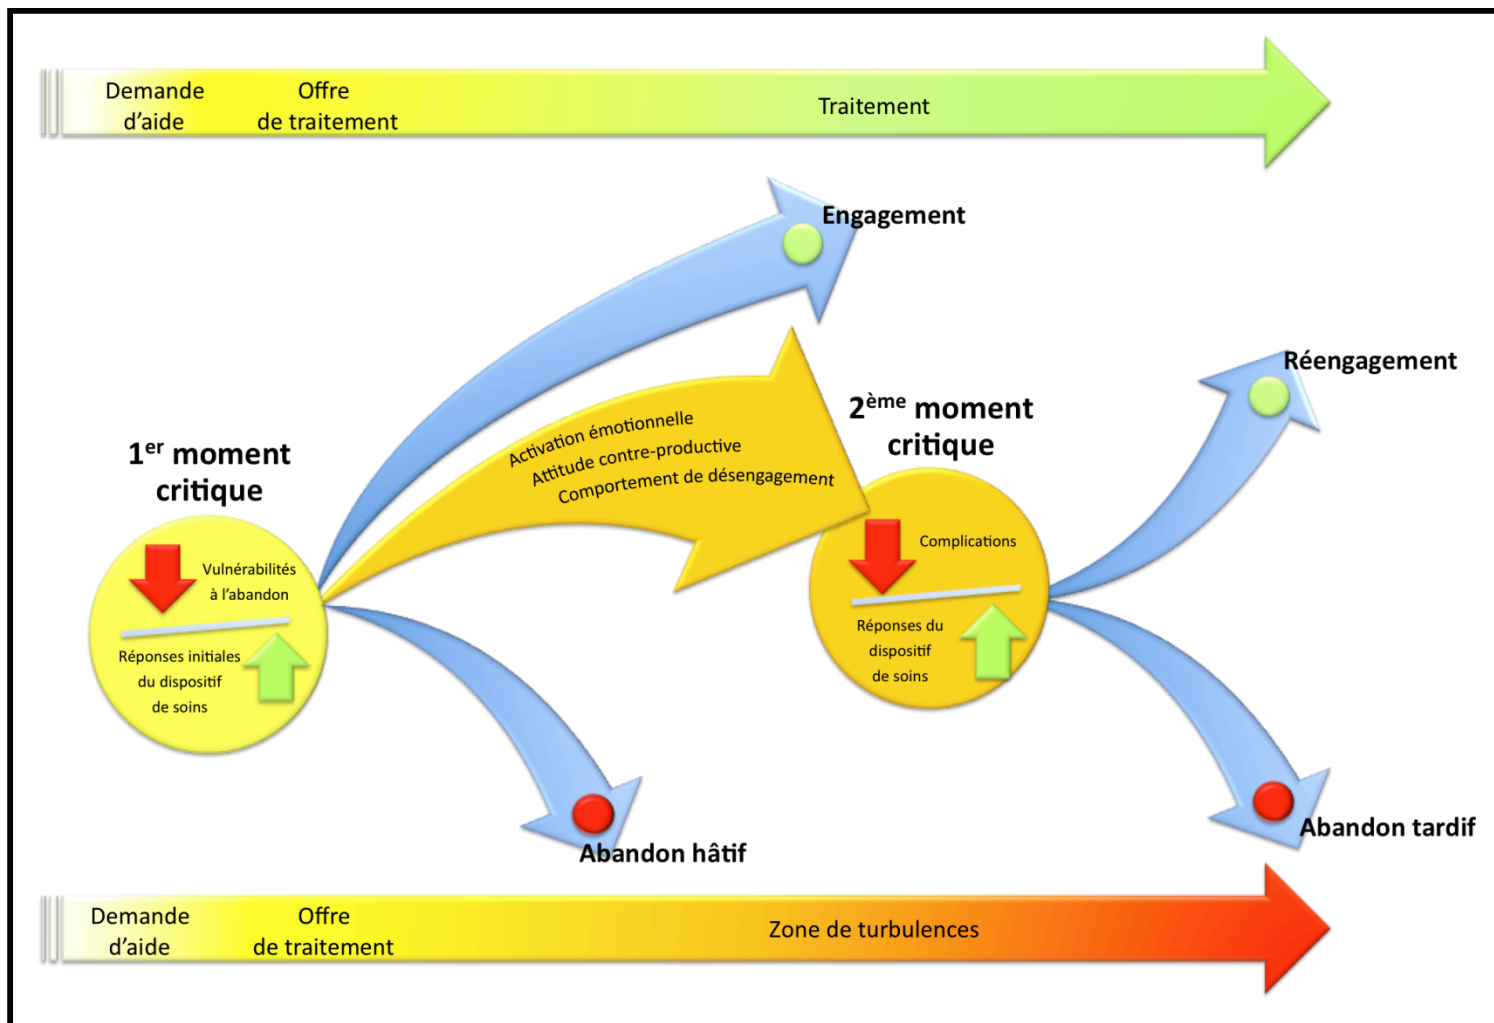 Demande
d'aide
Offre
de traitement
Traitement
Engagement
Réengagement
1er moment
critique
Activation émotionnelle
Attitude contre-productive
Comportement de désengagement
2ème moment
critique
Vulnérabilités
à l'abandon
Réponses initiales
du dispositif
de soins
Complications
Réponses du
dispositif
de soins
Abandon hâtif
Abandon tardif
Demande
d'aide
Offre
de traitement
Zone de turbulences